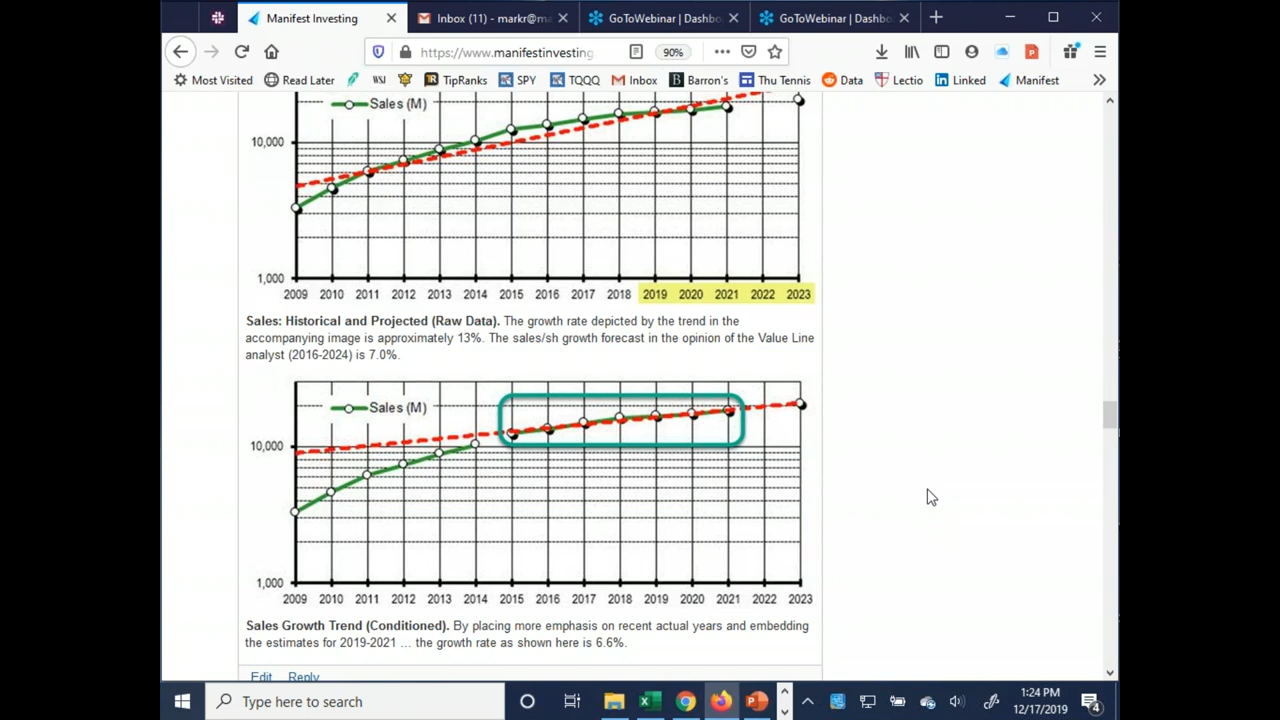 Manifest Investing
Inbox (11) - markr@ma
GoToWebinar | Dashbo
GoToWebinar | Dashbo
https://www.manifestinvesting
90%
Most Visited
Read Later
WSJ
TipRanks
SPY
TQQQ
Inbox
Barron's
Thu Tennis
Data
Lectio
Linked
Manifest
Sales (M)
10,000
1,000
2009 2010 2011 2012 2013 2014 2015 2016 2017 2018 2019 2020 2021 2022 2023
Sales: Historical and Projected (Raw Data). The growth rate depicted by the trend in the
accompanying image is approximately 13%. The sales/sh growth forecast in the opinion of the Value Line
analyst (2016-2024) is 7.0%.
Sales (M)
10,000
1,000
2009 2010 2011 2012 2013 2014 2015 2016 2017 2018 2019 2020 2021 2022 2023
Sales Growth Trend (Conditioned). By placing more emphasis on recent actual years and embedding
the estimates for 2019-2021 ... the growth rate as shown here is 6.6%.
Edit Reply
Type here to search
1:24 PM
12/17/2019
4